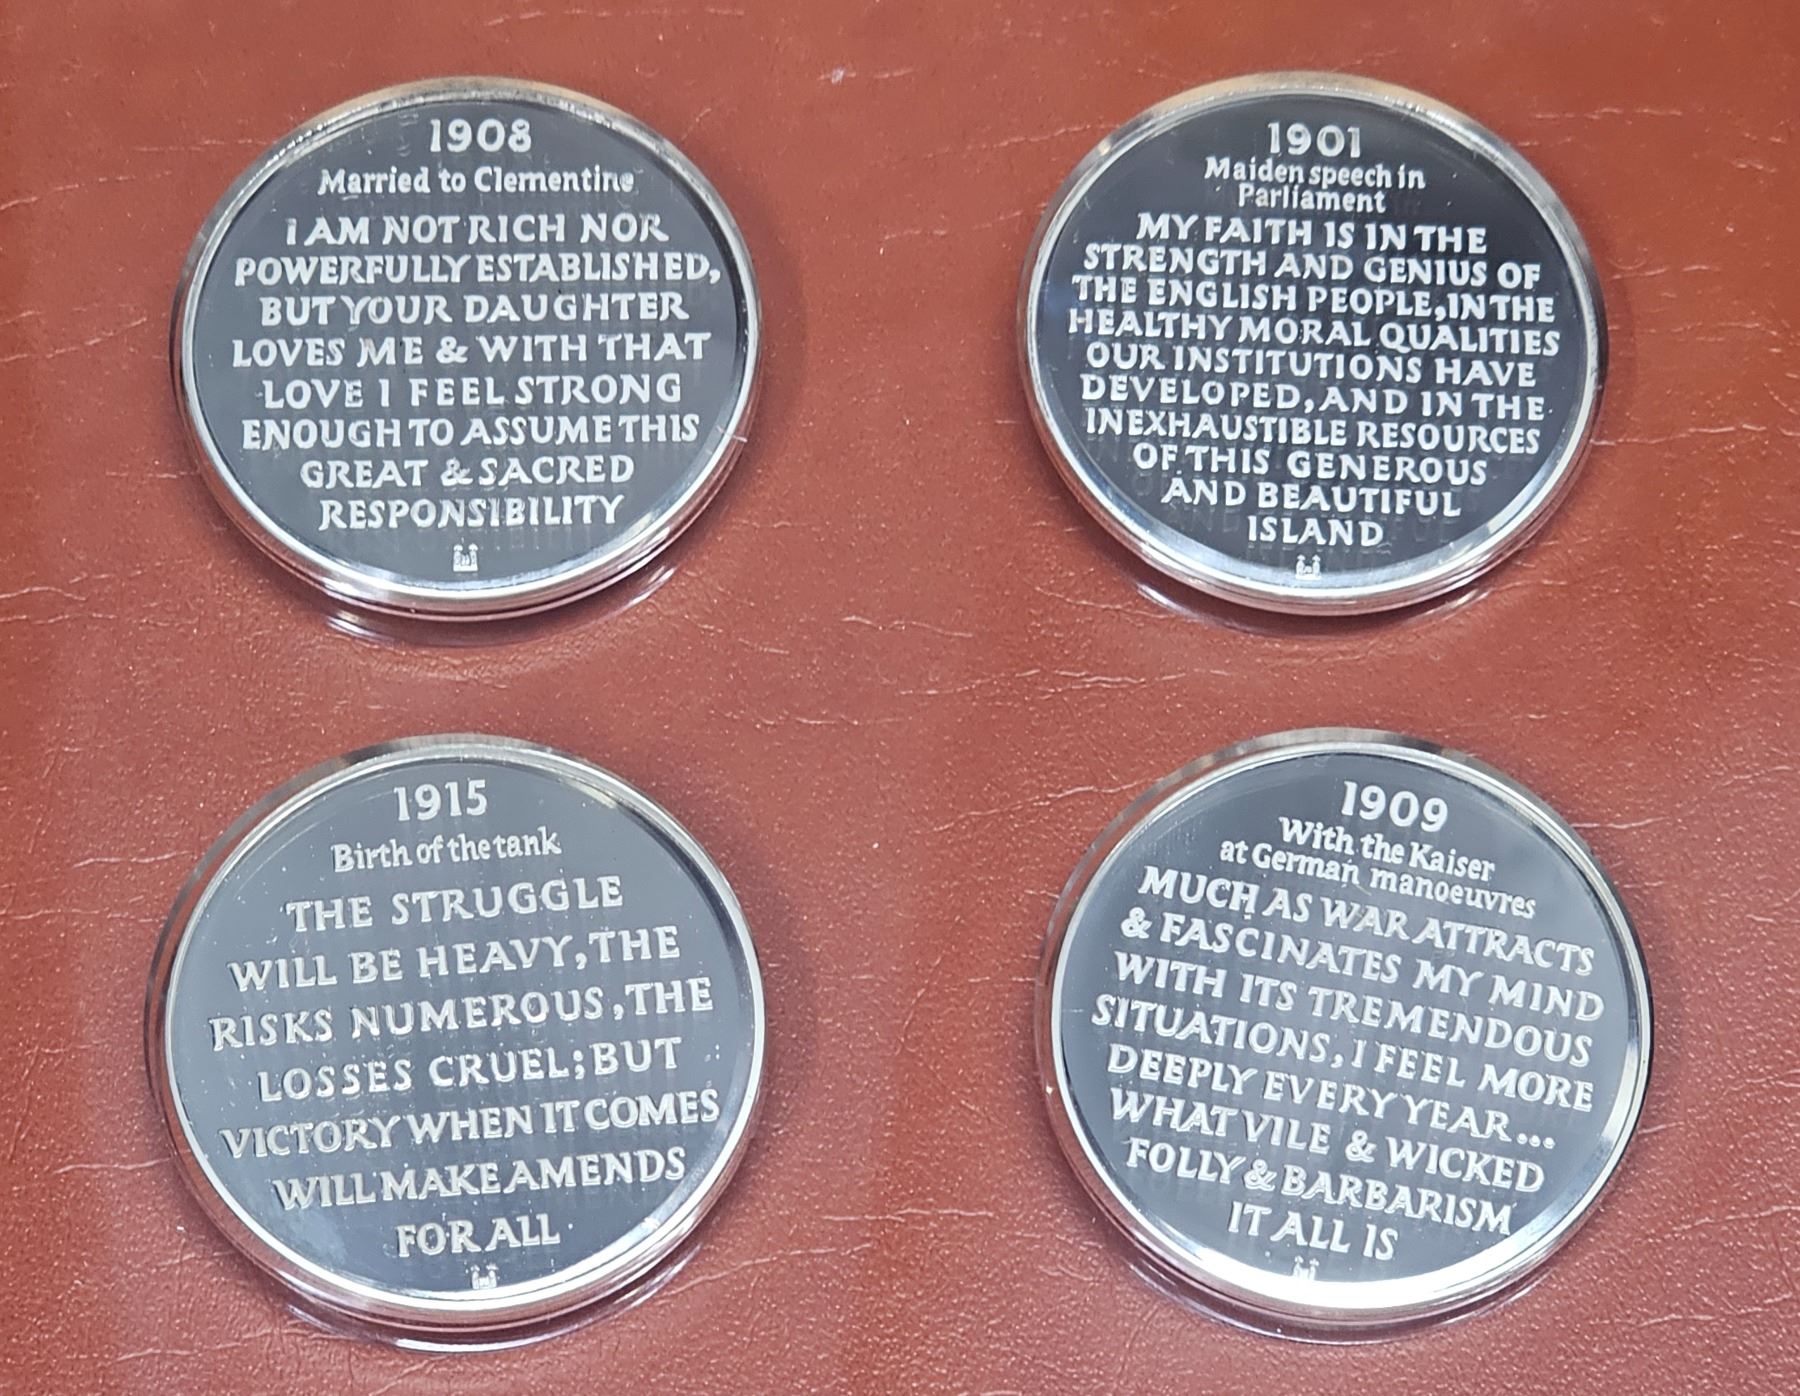 1908
Married to Clementine
I AM NOT RICH NOR
POWERFULLY ESTABLISHED,
BUT YOUR DAUGHTER
LOVES ME & WITH THAT
LOVE I FEEL STRONG
ENOUGH TO ASSUME THIS
GREAT & SACRED
RESPONSIBILITY
1901
Maiden speech in
Parliament
MY FAITH IS IN THE
STRENGTH AND GENIUS OF
THE ENGLISH PEOPLE, IN THE
HEALTHY MORAL QUALITIES
OUR INSTITUTIONS HAVE
DEVELOPED, AND IN THE
INEXHAUSTIBLE RESOURCES
OF THIS GENEROUS
AND BEAUTIFUL
ISLAND
1915
Birth of the tank
THE STRUGGLE
WILL BE HEAVY, THE
RISKS NUMEROUS, THE
LOSSES CRUEL; BUT
VICTORY WHEN IT COMES
WILL MAKE AMENDS
FOR ALL
1909
With the Kaiser
at German manoeuvres
MUCH AS WAR ATTRACTS
& FASCINATES MY MIND
WITH ITS TREMENDOUS
SITUATIONS, I FEEL MORE
DEEPLY EVERY YEAR...
WHAT VILE & WICKED
FOLLY & BARBARISM
IT ALL IS